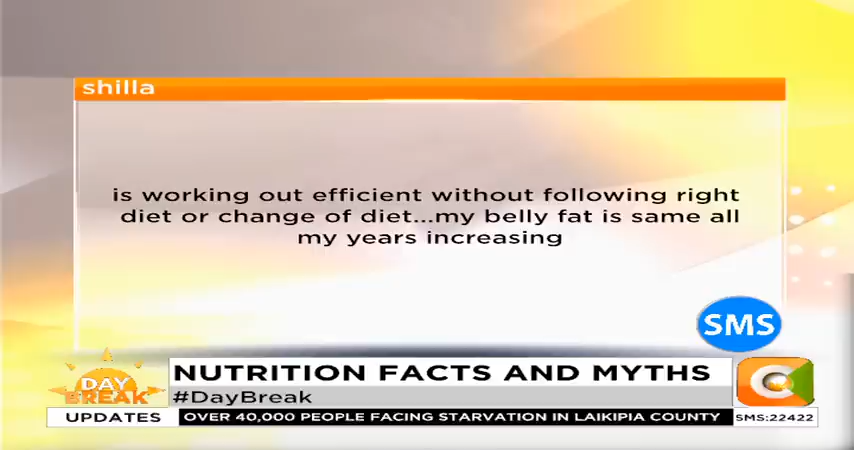 shilla
is working out efficient without following right
diet or change of diet...my belly fat is same all
my years increasing
SMS
DAY
BREAK
NUTRITION FACTS AND MYTHS
#DayBreak
UPDATES
OVER 40,000 PEOPLE FACING STARVATION IN LAIKIPIA COUNTY
SMS:22422